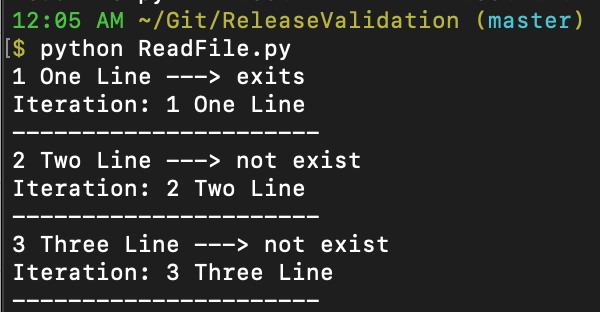 12:05 AM ~/Git/ReleaseValidation (master)
[$ python ReadFile.py
1 One Line ---> exits
Iteration: 1 One Line
----------------------
2 Two Line ---> not exist
Iteration: 2 Two Line
----------------------
3 Three Line ---> not exist
Iteration: 3 Three Line
----------------------